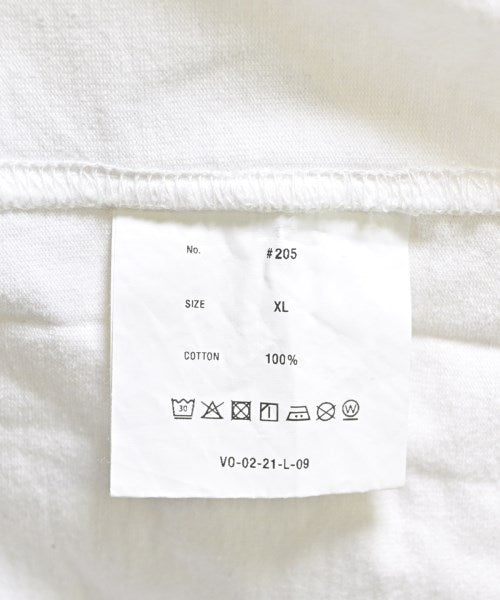 No. #205
SIZE XL
COTTON 100%
30 W
VO-02-21-L-09